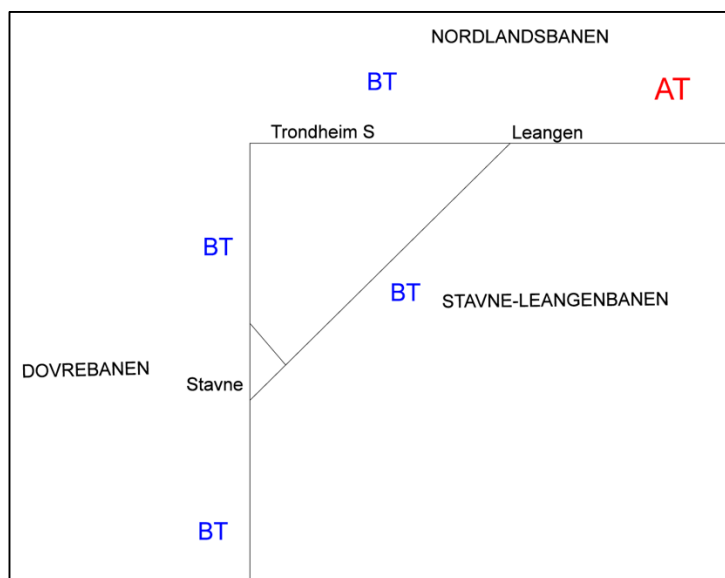 NORDLANDSBANEN
BT
AT
Trondheim S
Leangen
BT
BT
STAVNE-LEANGENBANEN
DOVREBANEN
Stavne
BT